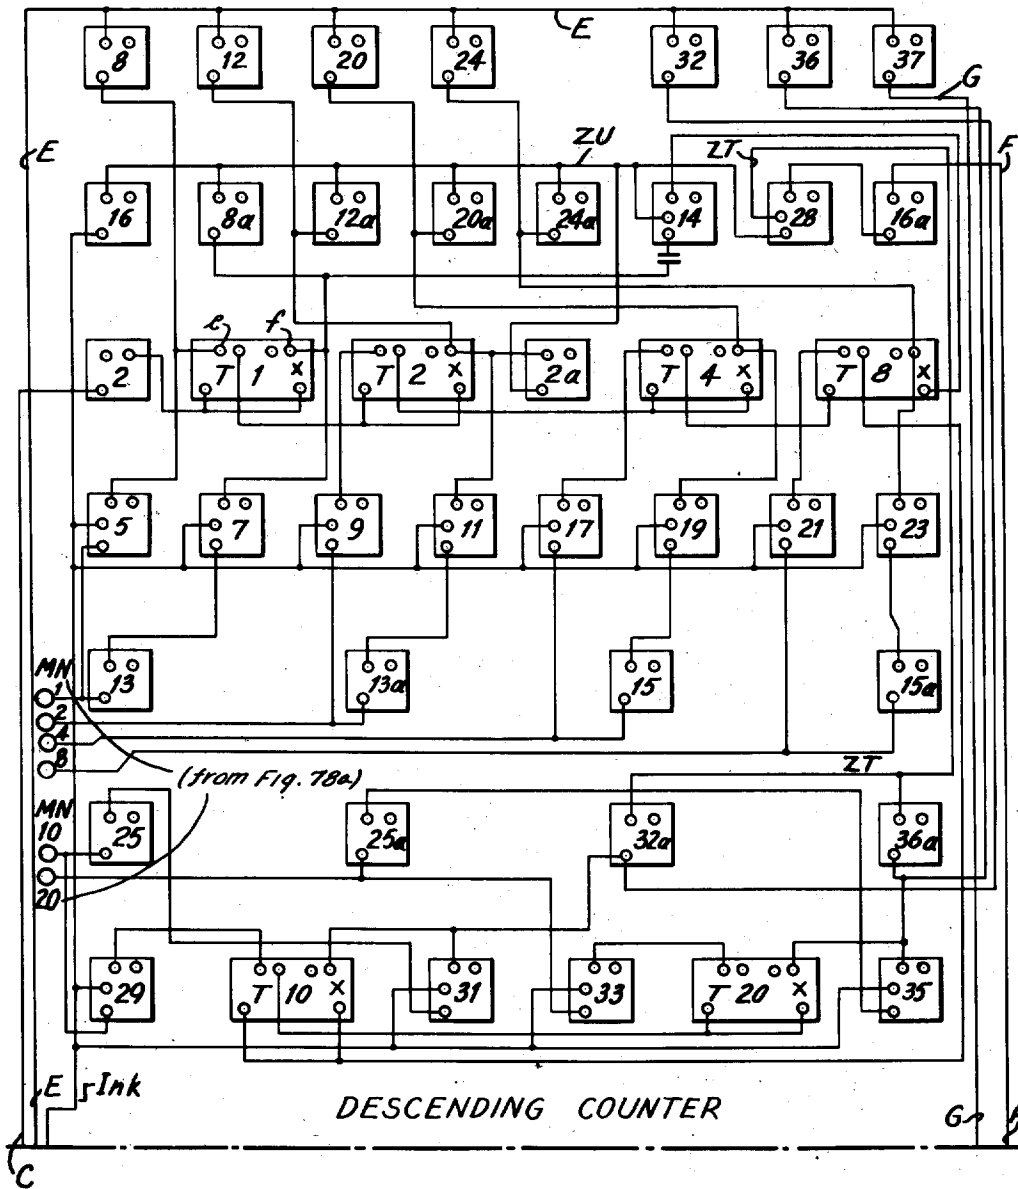 E
8 12 20 24 32 36 37
G
E ZU ZT F
16 8a 12a 20a 24a 14 28 16a
e f
2 T 1 X T 2 X 2a T 4 X T 8 X
5 7 9 11 17 19 21 23
MN 13 13a 15 15a
1
2
4
8
ZT
(from Fig. 78a)
MN
10 25 25a 32a 36a
20
29 T 10 X 31 33 T 20 X 35
E Ink
DESCENDING COUNTER
G
C